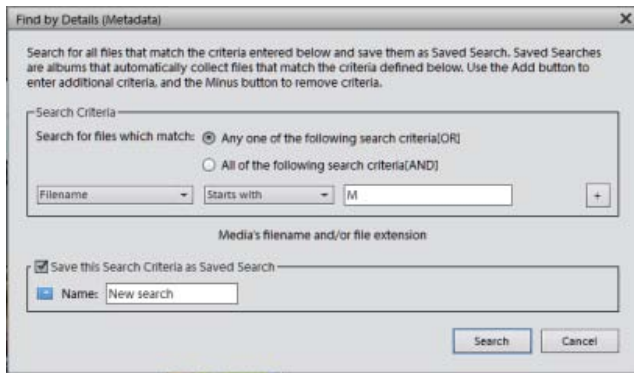 Find by Details (Metadata)
Search for all files that match the criteria entered below and save them as Saved Search. Saved Searches
are albums that automatically collect files that match the criteria defined below. Use the Add button to
enter additional criteria, and the Minus button to remove criteria.
Search Criteria
Search for files which match: Any one of the following search criteria[OR]
All of the following search criteria[AND]
Filename Starts with M +
Media's filename and/or file extension
Save this Search Criteria as Saved Search
Name: New search
Search Cancel